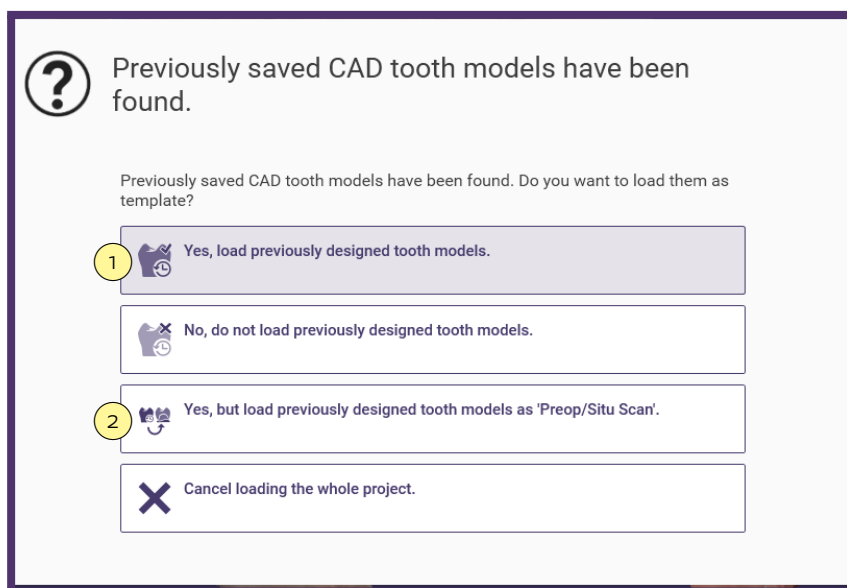 Previously saved CAD tooth models have been
found.
Previously saved CAD tooth models have been found. Do you want to load them as
template?
1
Yes, load previously designed tooth models.
No, do not load previously designed tooth models.
2
Yes, but load previously designed tooth models as 'Preop/Situ Scan'.
Cancel loading the whole project.